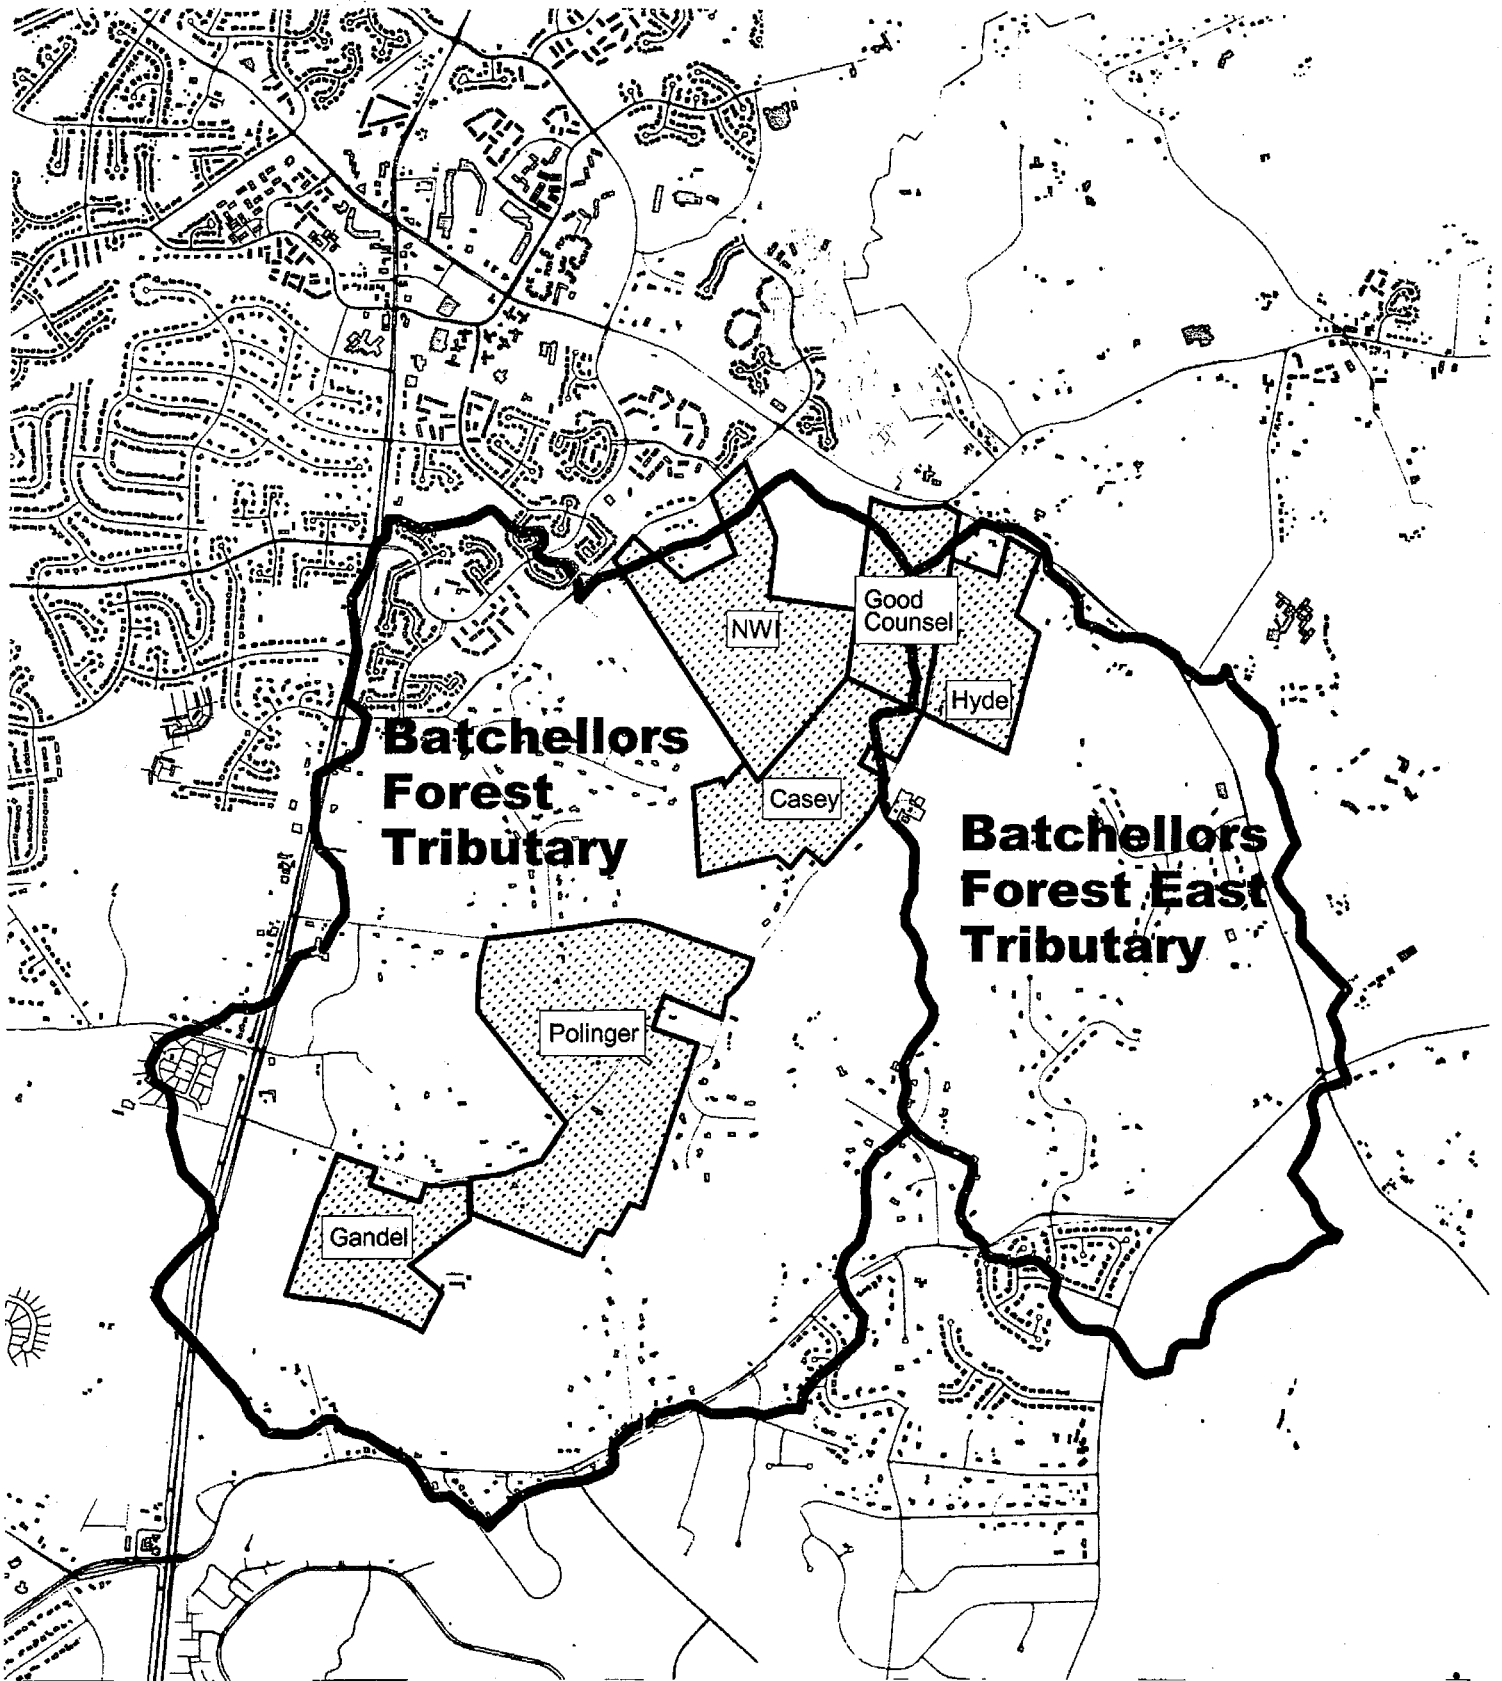 NWI
Good
Counsel
Hyde
Batchellors
Forest
Tributary
Casey
Batchellors
Forest East
Tributary
Polinger
Gandel